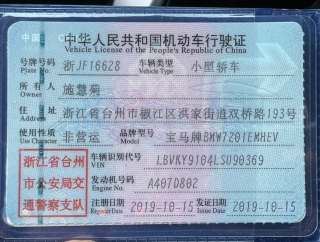 中华人民共和国机动车行驶证
Vehicle License of the People's Republic of China
号牌号码 浙JF16628 车辆类型 小型轿车
Plate No. Vehicle Type
所有人 施慧菊
Owner
住址 浙江省台州市椒江区洪家街道双桥路193号
Address
使用性质 非营运 品牌型号 宝马牌BMW7201EMHEV
Use Character Model
浙江省台州市公安局交通警察支队
车辆识别代号 LBVKY9104LSU90369
VIN
发动机号码 A407D802
Engine No.
注册日期 2019-10-15 发证日期 2019-10-15
Register Date Issue Date